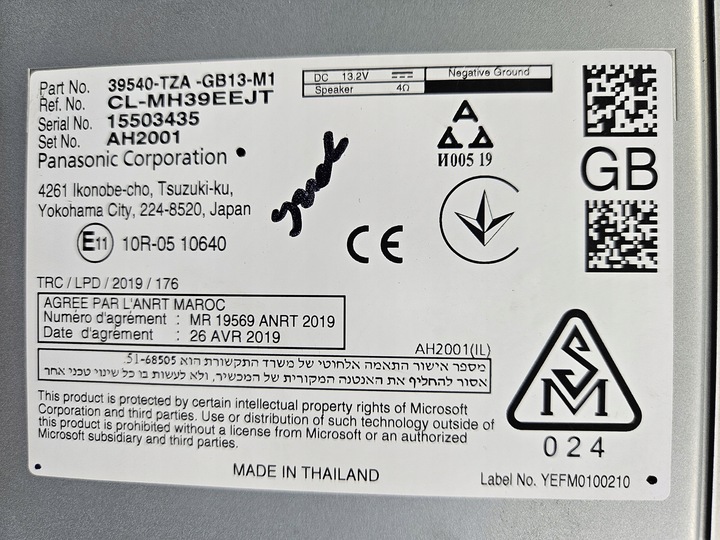 Part No. 39540-TZA -GB13-M1
Ref. No. CL-MH39EEJT
Serial No. 15503435
Set No. AH2001
Panasonic Corporation
4261 Ikonobe-cho, Tsuzuki-ku,
Yokohama City, 224-8520, Japan
E11 10R-05 10640
DC 13.2V Negative Ground
Speaker 4Ω
И005 19
GB
CE
TRC / LPD / 2019 / 176
AGREE PAR L'ANRT MAROC
Numéro d'agrément : MR 19569 ANRT 2019
Date d'agrément : 26 AVR 2019
AH2001(IL)
מספר אישור התאמה אלחוטי של משרד התקשורת הוא 51-68505.
אסור להחליף את האנטנה המקורית של המכשיר, ולא לעשות בו כל שינוי טכני אחר
This product is protected by certain intellectual property rights of Microsoft
Corporation and third parties. Use or distribution of such technology outside of
this product is prohibited without a license from Microsoft or an authorized
Microsoft subsidiary and third parties.
SM
024
MADE IN THAILAND
Label No. YEFM0100210